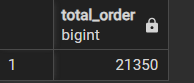 total_order
bigint
1 21350